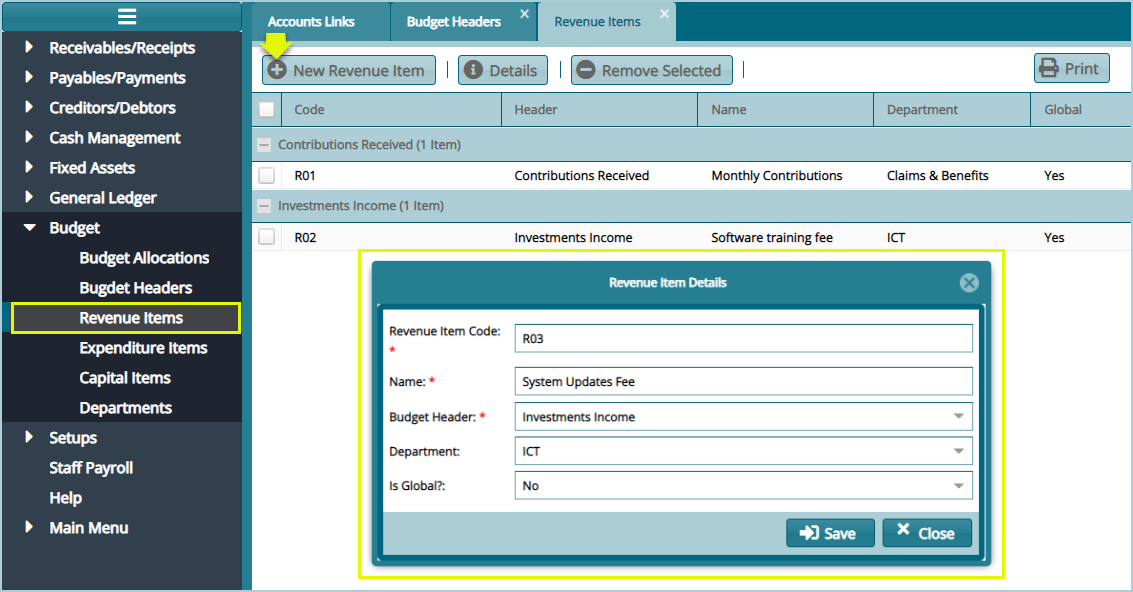 Accounts Links Budget Headers Revenue Items
New Revenue Item | Details | Remove Selected | Print
Code Header Name Department Global
Contributions Received (1 Item)
R01 Contributions Received Monthly Contributions Claims & Benefits Yes
Investments Income (1 Item)
R02 Investments Income Software training fee ICT Yes
Receivables/Receipts
Payables/Payments
Creditors/Debtors
Cash Management
Fixed Assets
General Ledger
Budget
Budget Allocations
Bugdet Headers
Revenue Items
Expenditure Items
Capital Items
Departments
Setups
Staff Payroll
Help
Main Menu
Revenue Item Details
Revenue Item Code: * R03
Name: * System Updates Fee
Budget Header: * Investments Income
Department: ICT
Is Global?: No
Save Close